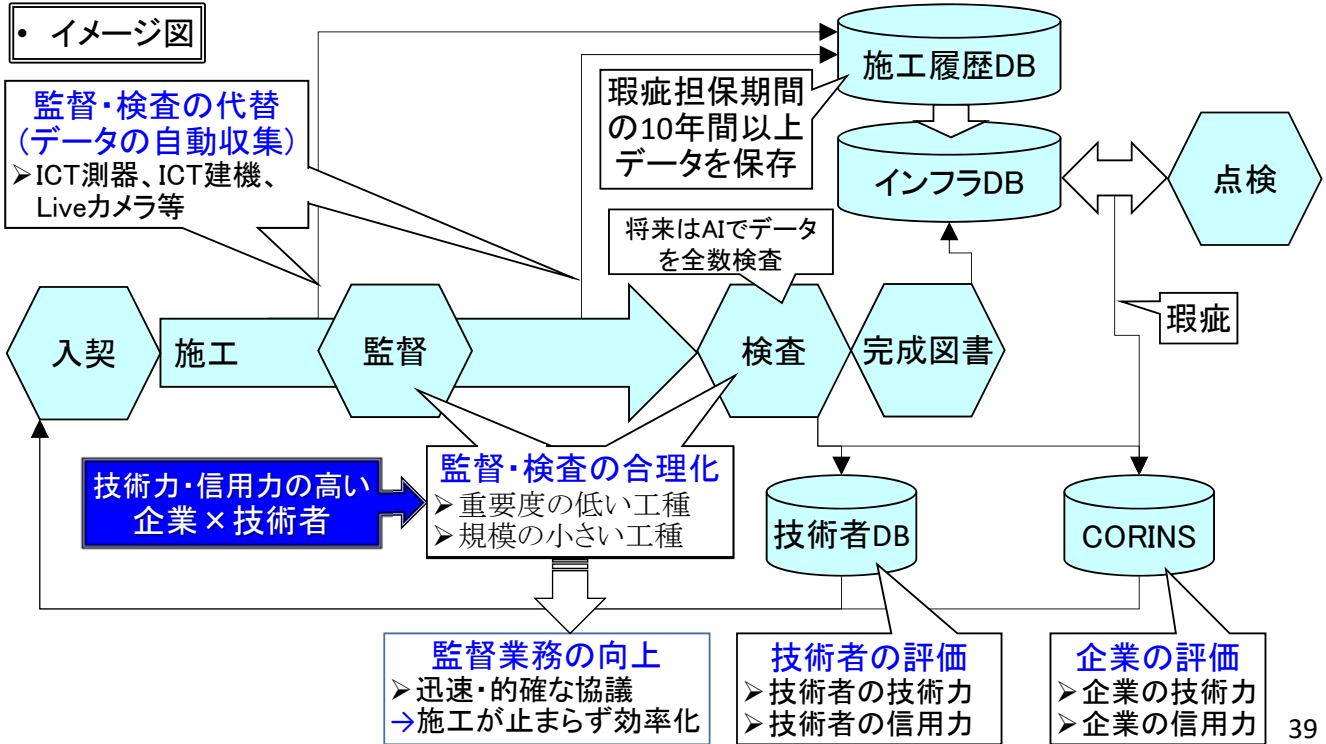 • イメージ図
監督・検査の代替
(データの自動収集)
➢ICT測器、ICT建機、
Liveカメラ等
施工履歴DB
瑕疵担保期間
の10年間以上
データを保存
インフラDB
点検
将来はAIでデータ
を全数検査
瑕疵
入契
施工
監督
検査
完成図書
技術力・信用力の高い
企業×技術者
監督・検査の合理化
➢重要度の低い工種
➢規模の小さい工種
技術者DB
CORINS
監督業務の向上
➢迅速・的確な協議
→施工が止まらず効率化
技術者の評価
➢技術者の技術力
➢技術者の信用力
企業の評価
➢企業の技術力
➢企業の信用力
39